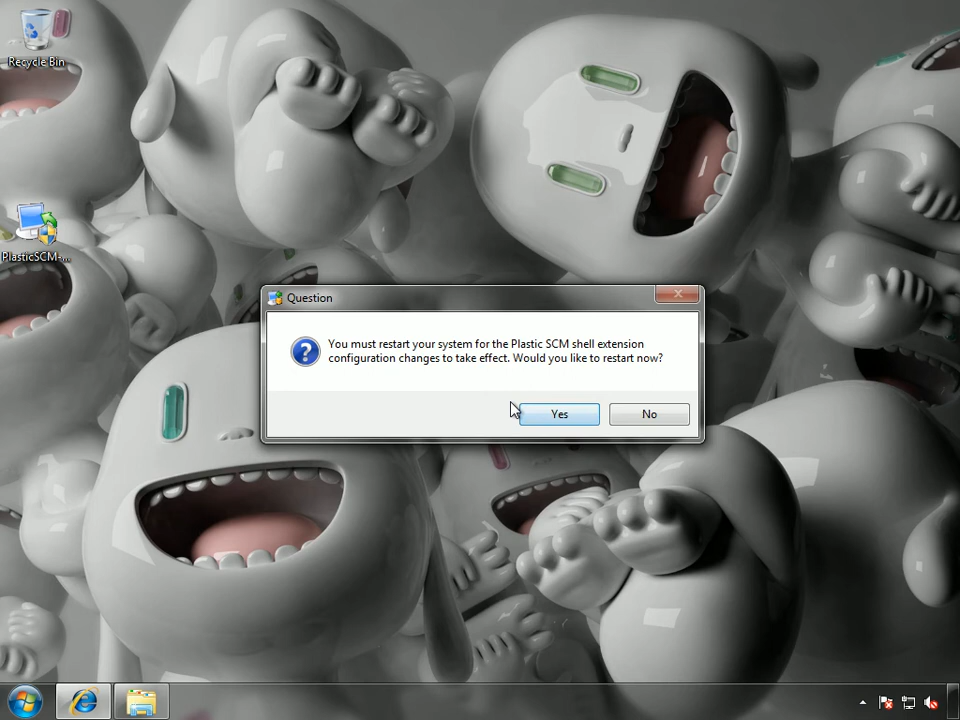 Recycle Bin
PlasticSCM-...
Question
You must restart your system for the Plastic SCM shell extension
configuration changes to take effect. Would you like to restart now?
Yes
No